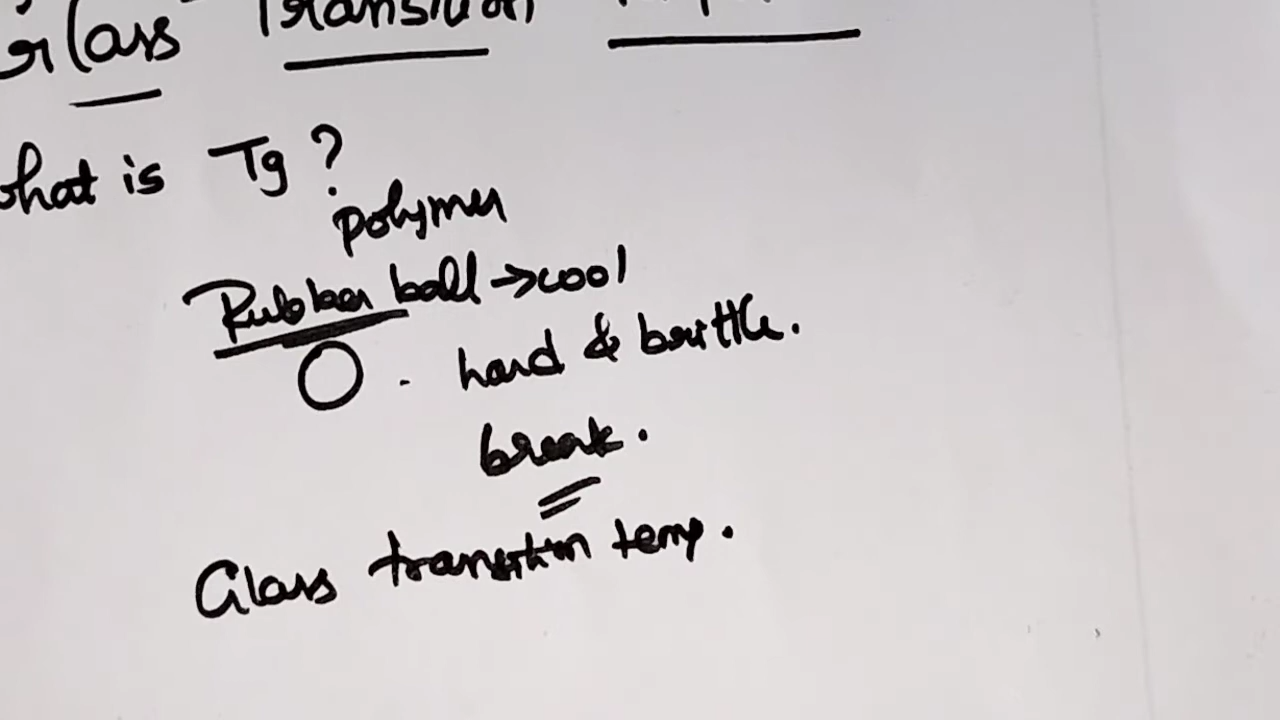 Glass Transition
what is Tg ?
polymer
Rubber ball → cool
. hard & brittle.
break.
Glass transition temp.